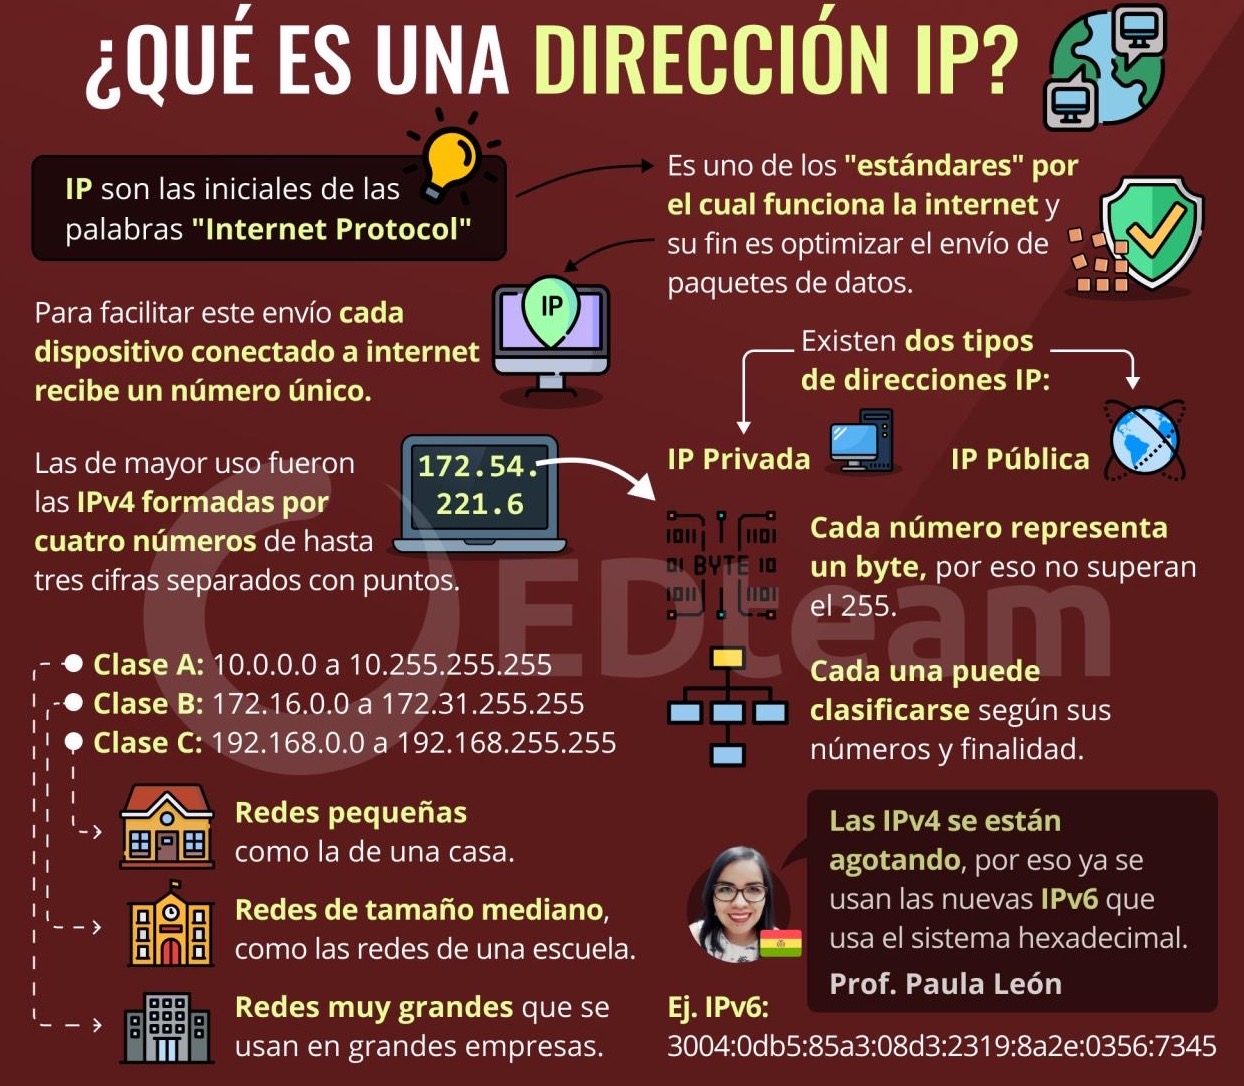 ¿QUÉ ES UNA DIRECCIÓN IP?
IP son las iniciales de las
palabras "Internet Protocol"
Es uno de los "estándares" por
el cual funciona la internet y
su fin es optimizar el envío de
paquetes de datos.
IP
Para facilitar este envío cada
dispositivo conectado a internet
recibe un número único.
Existen dos tipos
de direcciones IP:
IP Privada
IP Pública
Las de mayor uso fueron
las IPv4 formadas por
cuatro números de hasta
tres cifras separados con puntos.
172.54.
221.6
1011 1101
01 BYTE 10
1011 1101
Cada número representa
un byte, por eso no superan
el 255.
EDteam
Clase A: 10.0.0.0 a 10.255.255.255
Clase B: 172.16.0.0 a 172.31.255.255
Clase C: 192.168.0.0 a 192.168.255.255
Cada una puede
clasificarse según sus
números y finalidad.
Redes pequeñas
como la de una casa.
Redes de tamaño mediano,
como las redes de una escuela.
Redes muy grandes que se
usan en grandes empresas.
Las IPv4 se están
agotando, por eso ya se
usan las nuevas IPv6 que
usa el sistema hexadecimal.
Prof. Paula León
Ej. IPv6:
3004:0db5:85a3:08d3:2319:8a2e:0356:7345